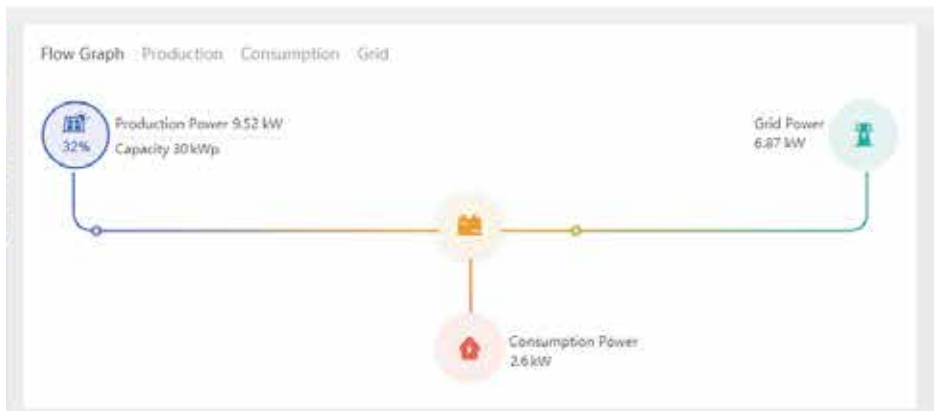 Flow Graph Production Consumption Grid
Production Power 9.52 kW
32%
Capacity 30 kWp
Grid Power
6.87 kW
Consumption Power
2.6 kW